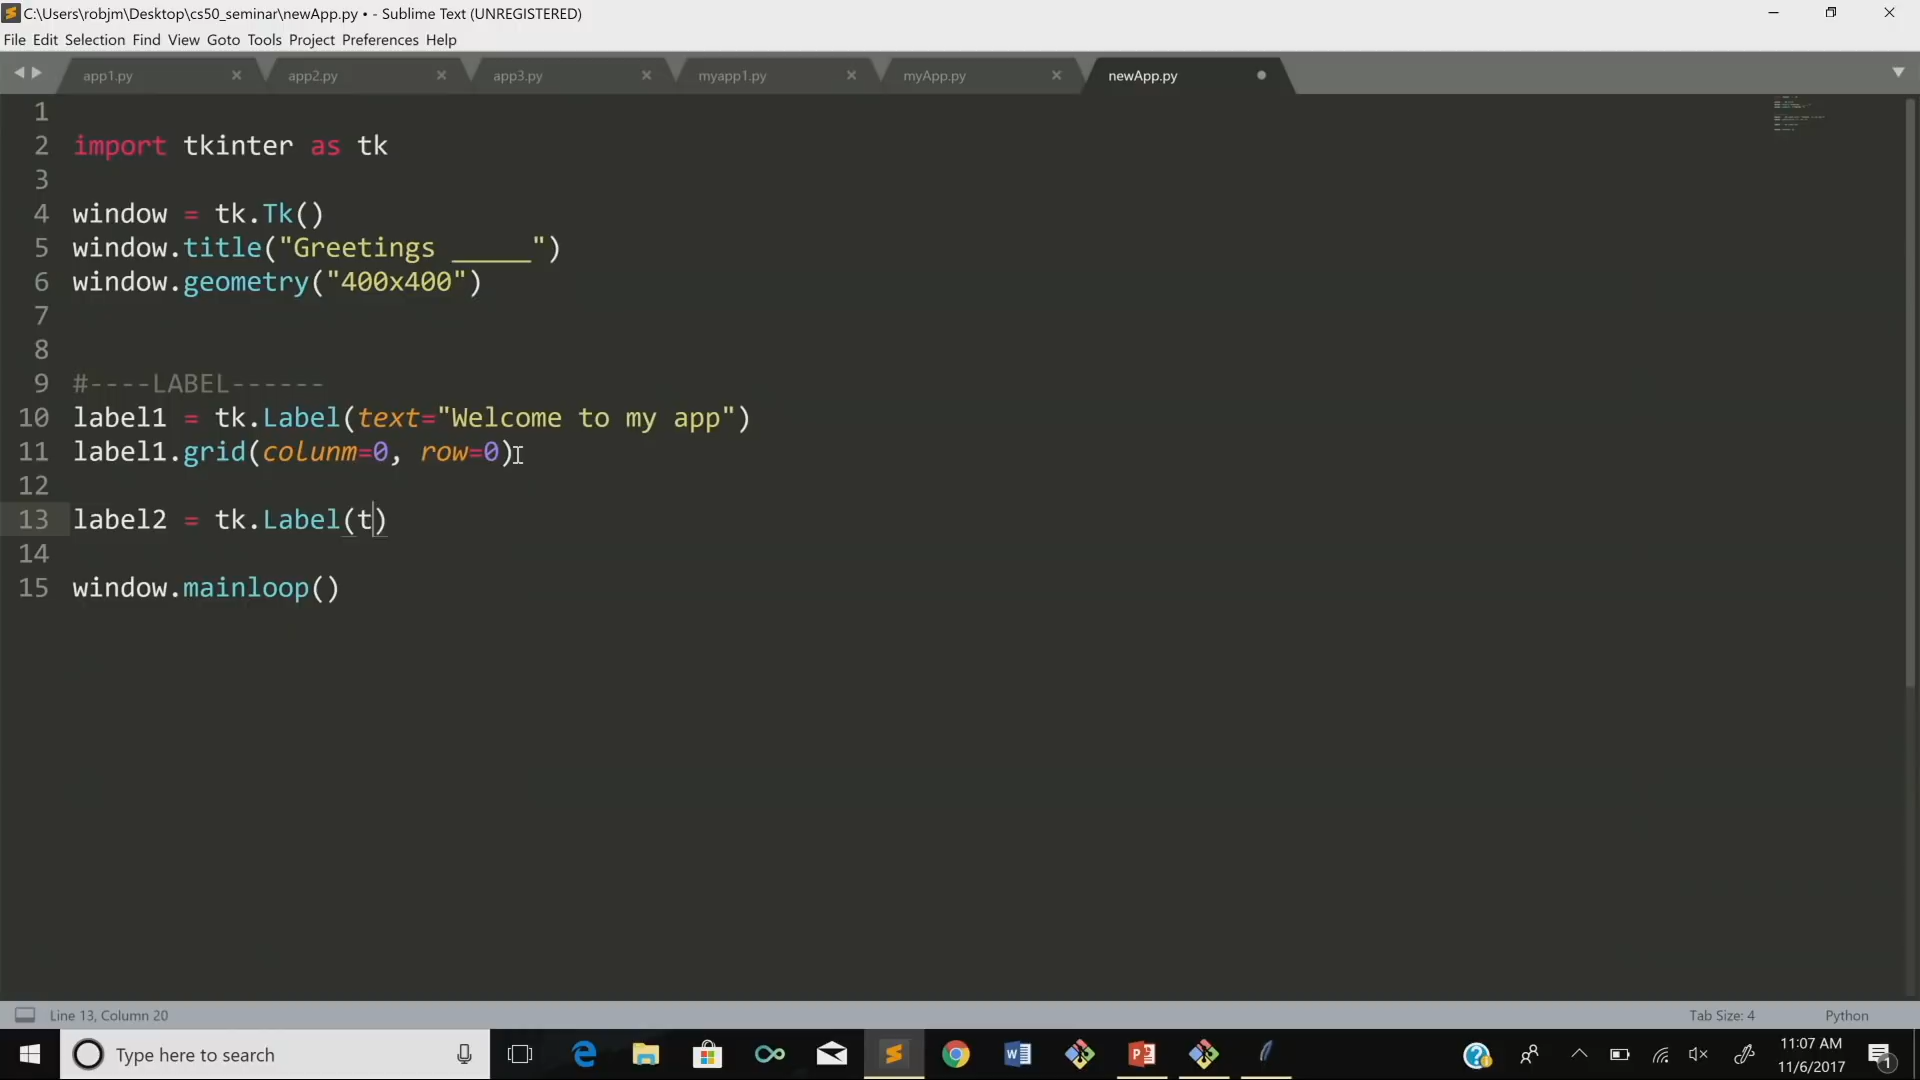 C:\Users\robjm\Desktop\cs50_seminar\newApp.py • - Sublime Text (UNREGISTERED)
File Edit Selection Find View Goto Tools Project Preferences Help
app1.py app2.py app3.py myapp1.py myApp.py newApp.py
1
2 import tkinter as tk
3
4 window = tk.Tk()
5 window.title("Greetings _____")
6 window.geometry("400x400")
7
8
9 #----LABEL------
10 label1 = tk.Label(text="Welcome to my app")
11 label1.grid(colunm=0, row=0)
12
13 label2 = tk.Label(t)
14
15 window.mainloop()
Line 13, Column 20 Tab Size: 4 Python
Type here to search 11:07 AM
11/6/2017 1